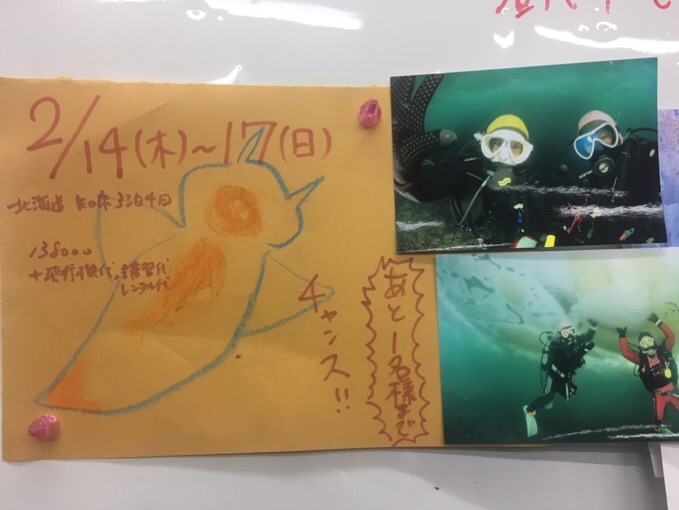 2/14(木)~17(日)
北海道 知床 3泊4日
138000
+飛行機代、講習代
レンタル代
チャンス!!
あと1名様まで